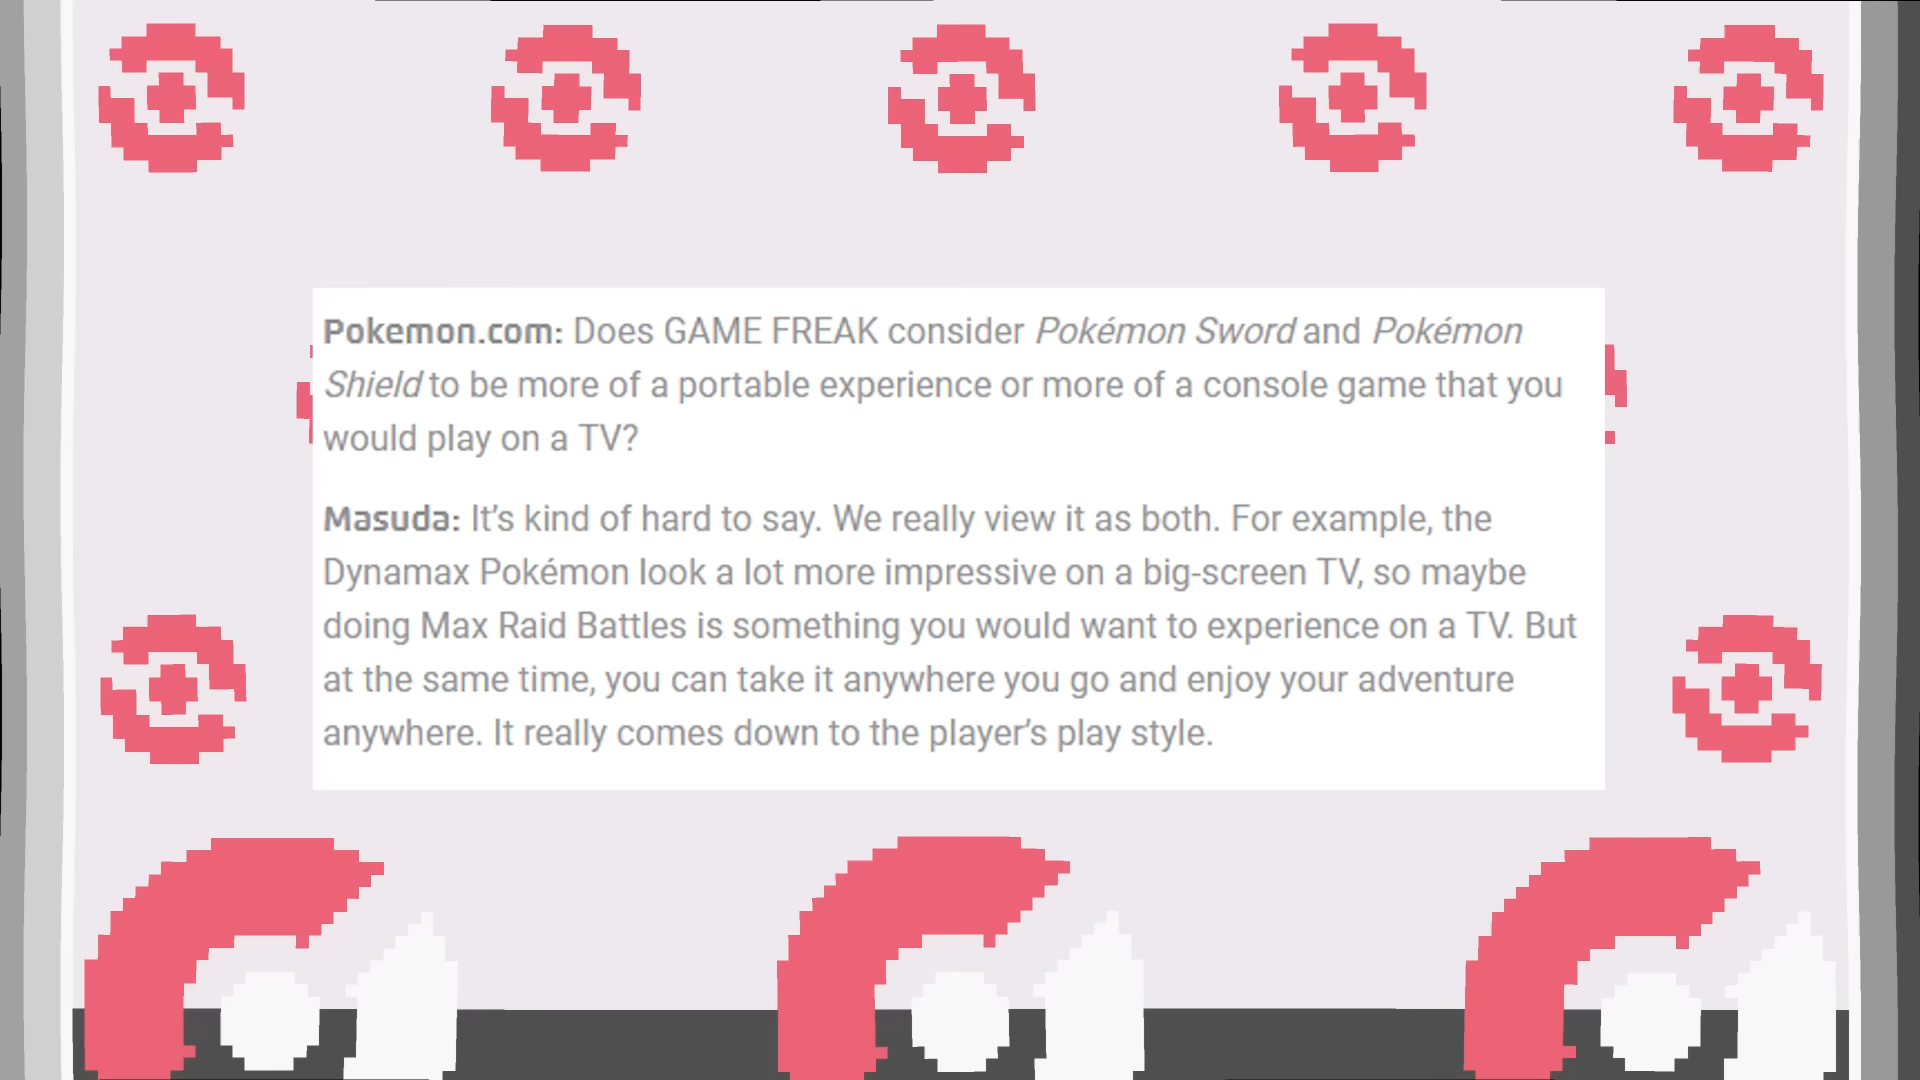 Pokemon.com: Does GAME FREAK consider Pokémon Sword and Pokémon
Shield to be more of a portable experience or more of a console game that you
would play on a TV?
Masuda: It’s kind of hard to say. We really view it as both. For example, the
Dynamax Pokémon look a lot more impressive on a big-screen TV, so maybe
doing Max Raid Battles is something you would want to experience on a TV. But
at the same time, you can take it anywhere you go and enjoy your adventure
anywhere. It really comes down to the player’s play style.